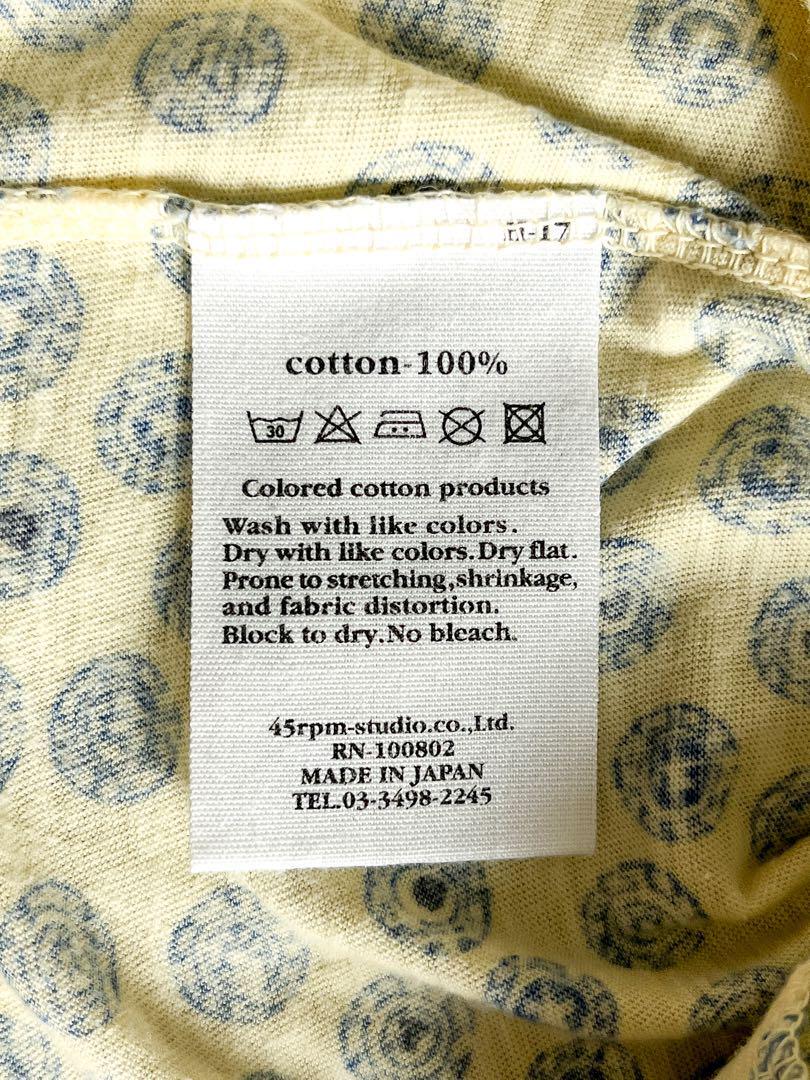 cotton-100%
30
Colored cotton products
Wash with like colors.
Dry with like colors.Dry flat.
Prone to stretching,shrinkage,
and fabric distortion.
Block to dry.No bleach.
45rpm-studio.co.,Ltd.
RN-100802
MADE IN JAPAN
TEL.03-3498-2245